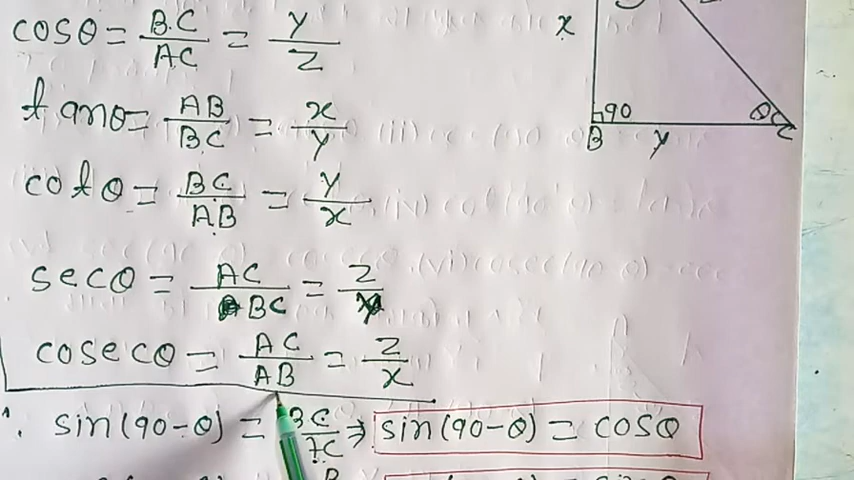 cosθ = BC/AC = y/z
x
tanθ = AB/BC = x/y
90 θ C
B y
cotθ = BC/AB = y/x
secθ = AC/BC = z/y
cosecθ = AC/AB = z/x
∴ sin(90-θ) = BC/AC ⇒ sin(90-θ) = cosθ